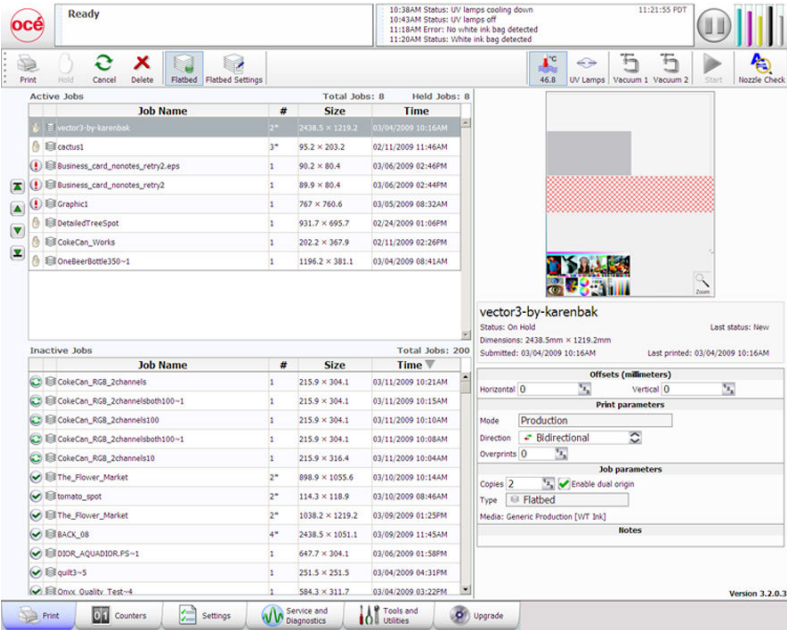 océ
Ready
10:38AM Status: UV lamps cooling down
10:43AM Status: UV lamps off
11:18AM Error: No white ink bag detected
11:20AM Status: White ink bag detected
11:21:55 PDT
Print Hold Cancel Delete Flatbed Flatbed Settings
46.8 UV Lamps Vacuum 1 Vacuum 2 Start Nozzle Check
°C
Active Jobs Total Jobs: 8 Held Jobs: 8
Job Name # Size Time
vector3-by-karenbak 2* 2438.5 × 1219.2 03/04/2009 10:16AM
cactus1 3* 95.2 × 203.2 02/11/2009 11:46AM
Business_card_nonotes_retry2.eps 1 90.2 × 80.4 03/06/2009 02:46PM
Business_card_nonotes_retry2 1 89.9 × 80.4 03/06/2009 02:44PM
Graphic1 1 767 × 760.6 03/05/2009 08:32AM
DetailedTreeSpot 1 931.7 × 695.7 02/24/2009 01:06PM
CokeCan_Works 1 202.2 × 367.9 02/11/2009 02:26PM
OneBeerBottle350~1 1 1196.2 × 381.1 03/04/2009 08:41AM
Inactive Jobs Total Jobs: 200
Job Name # Size Time
CokeCan_RGB_2channels 1 215.9 × 304.1 03/11/2009 10:21AM
CokeCan_RGB_2channelsboth100~1 1 215.9 × 304.1 03/11/2009 10:15AM
CokeCan_RGB_2channels100 1 215.9 × 304.1 03/11/2009 10:10AM
CokeCan_RGB_2channelsboth100~1 1 215.9 × 304.1 03/11/2009 10:08AM
CokeCan_RGB_2channels10 1 215.9 × 316.4 03/11/2009 10:04AM
The_Flower_Market 2* 898.9 × 1055.6 03/10/2009 10:14AM
tomato_spot 2* 114.3 × 118.9 03/10/2009 08:46AM
The_Flower_Market 2* 1038.2 × 1219.2 03/09/2009 01:25PM
BACK_08 4* 2438.5 × 1051.1 03/09/2009 11:45AM
DIOR_AQUADIOR.PS~1 1 647.7 × 304.1 03/06/2009 01:58PM
quilt3~5 1 251.5 × 251.5 03/04/2009 04:31PM
Onyx_Quality_Test~4 1 584.3 × 311.7 03/04/2009 03:22PM
Zoom
vector3-by-karenbak
Status: On Hold Last status: New
Dimensions: 2438.5mm × 1219.2mm
Submitted: 03/04/2009 10:16AM Last printed: 03/04/2009 10:16AM
Offsets (millimeters)
Horizontal 0 Vertical 0
Print parameters
Mode Production
Direction Bidirectional
Overprints 0
Job parameters
Copies 2 Enable dual origin
Type Flatbed
Media: Generic Production [WT Ink]
Notes
Version 3.2.0.3
Print 01 Counters Settings Service and Diagnostics Tools and Utilities Upgrade